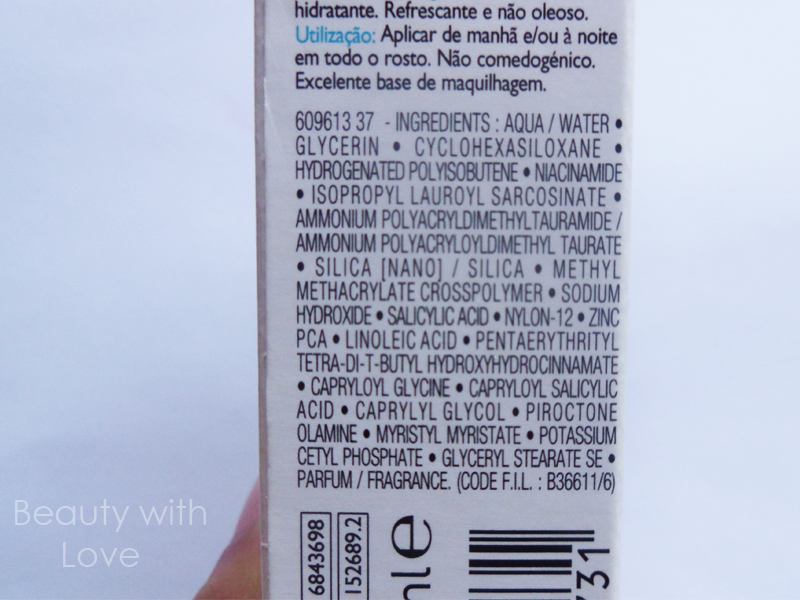 hidratante. Refrescante e não oleoso.
Utilização: Aplicar de manhã e/ou à noite
em todo o rosto. Não comedogénico.
Excelente base de maquilhagem.
609613 37 - INGREDIENTS : AQUA / WATER •
GLYCERIN • CYCLOHEXASILOXANE •
HYDROGENATED POLYISOBUTENE • NIACINAMIDE
• ISOPROPYL LAUROYL SARCOSINATE •
AMMONIUM POLYACRYLDIMETHYLTAURAMIDE /
AMMONIUM POLYACRYLOYLDIMETHYL TAURATE
• SILICA [NANO] / SILICA • METHYL
METHACRYLATE CROSSPOLYMER • SODIUM
HYDROXIDE • SALICYLIC ACID • NYLON-12 • ZINC
PCA • LINOLEIC ACID • PENTAERYTHRITYL
TETRA-DI-T-BUTYL HYDROXYHYDROCINNAMATE
• CAPRYLOYL GLYCINE • CAPRYLOYL SALICYLIC
ACID • CAPRYLYL GLYCOL • PIROCTONE
OLAMINE • MYRISTYL MYRISTATE • POTASSIUM
CETYL PHOSPHATE • GLYCERYL STEARATE SE •
PARFUM / FRAGRANCE. (CODE F.I.L. : B36611/6)
6843698
152689.2
731
Beauty with
Love